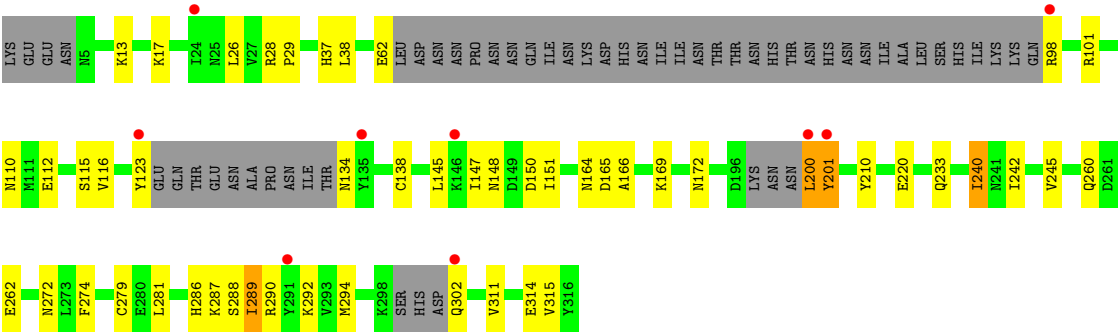 LYS GLU GLU ASN N5 K13 K17 I24 N25 L26 V27 R28 P29 H37 L38 E62 LEU ASP ASN ASN PRO ASN ASN GLN ILE ASN LYS ASP HIS ASN ILE ILE ASN THR THR ASN HIS THR ASN HIS ASN ASN ILE ALA LEU SER HIS ILE LYS LYS GLN R98 R101
N110 M111 E112 S115 V116 Y123 GLU GLN THR GLU ASN ALA PRO ASN ILE THR N134 Y135 C138 L145 K146 I147 N148 D149 D150 I151 N164 D165 A166 K169 N172 D196 LYS ASN ASN L200 Y201 Y210 E220 Q233 I240 N241 I242 V245 Q260 D261
E262 N272 L273 F274 C279 E280 L281 H286 K287 S288 I289 R290 Y291 K292 V293 M294 K298 SER HIS ASP Q302 V311 E314 V315 Y316